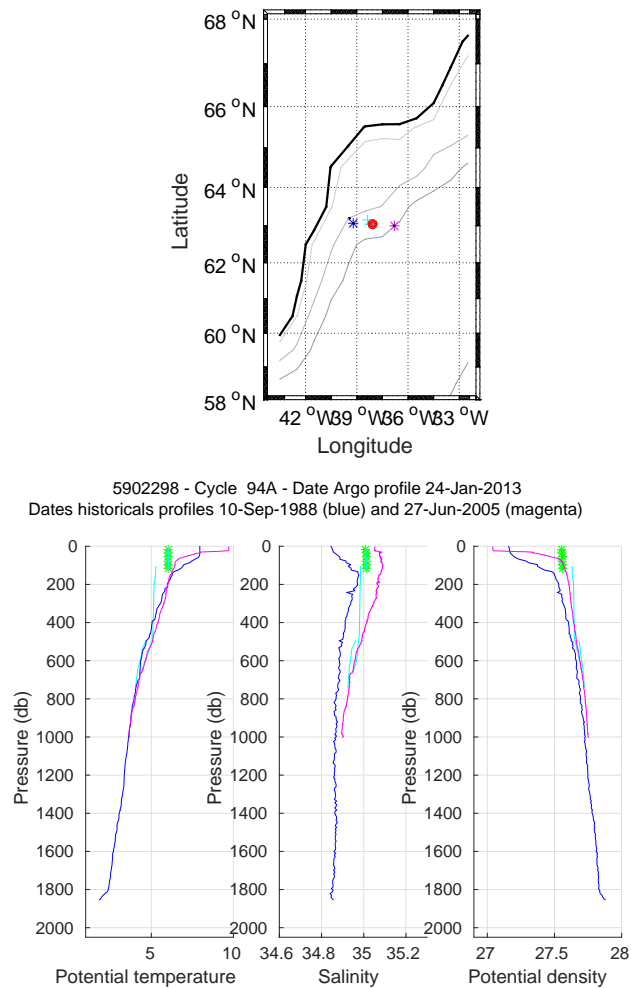 68 °N
66 °N
64 °N
62 °N
60 °N
58 °N
Latitude
42 °W 39 °W 36 °W 33 °W
Longitude
5902298 - Cycle 94A - Date Argo profile 24-Jan-2013
Dates historicals profiles 10-Sep-1988 (blue) and 27-Jun-2005 (magenta)
0
200
400
600
800
1000
1200
1400
1600
1800
2000
Pressure (db)
5 10
Potential temperature
0
200
400
600
800
1000
1200
1400
1600
1800
2000
Pressure (db)
34.6 34.8 35 35.2
Salinity
0
200
400
600
800
1000
1200
1400
1600
1800
2000
Pressure (db)
27 27.5 28
Potential density